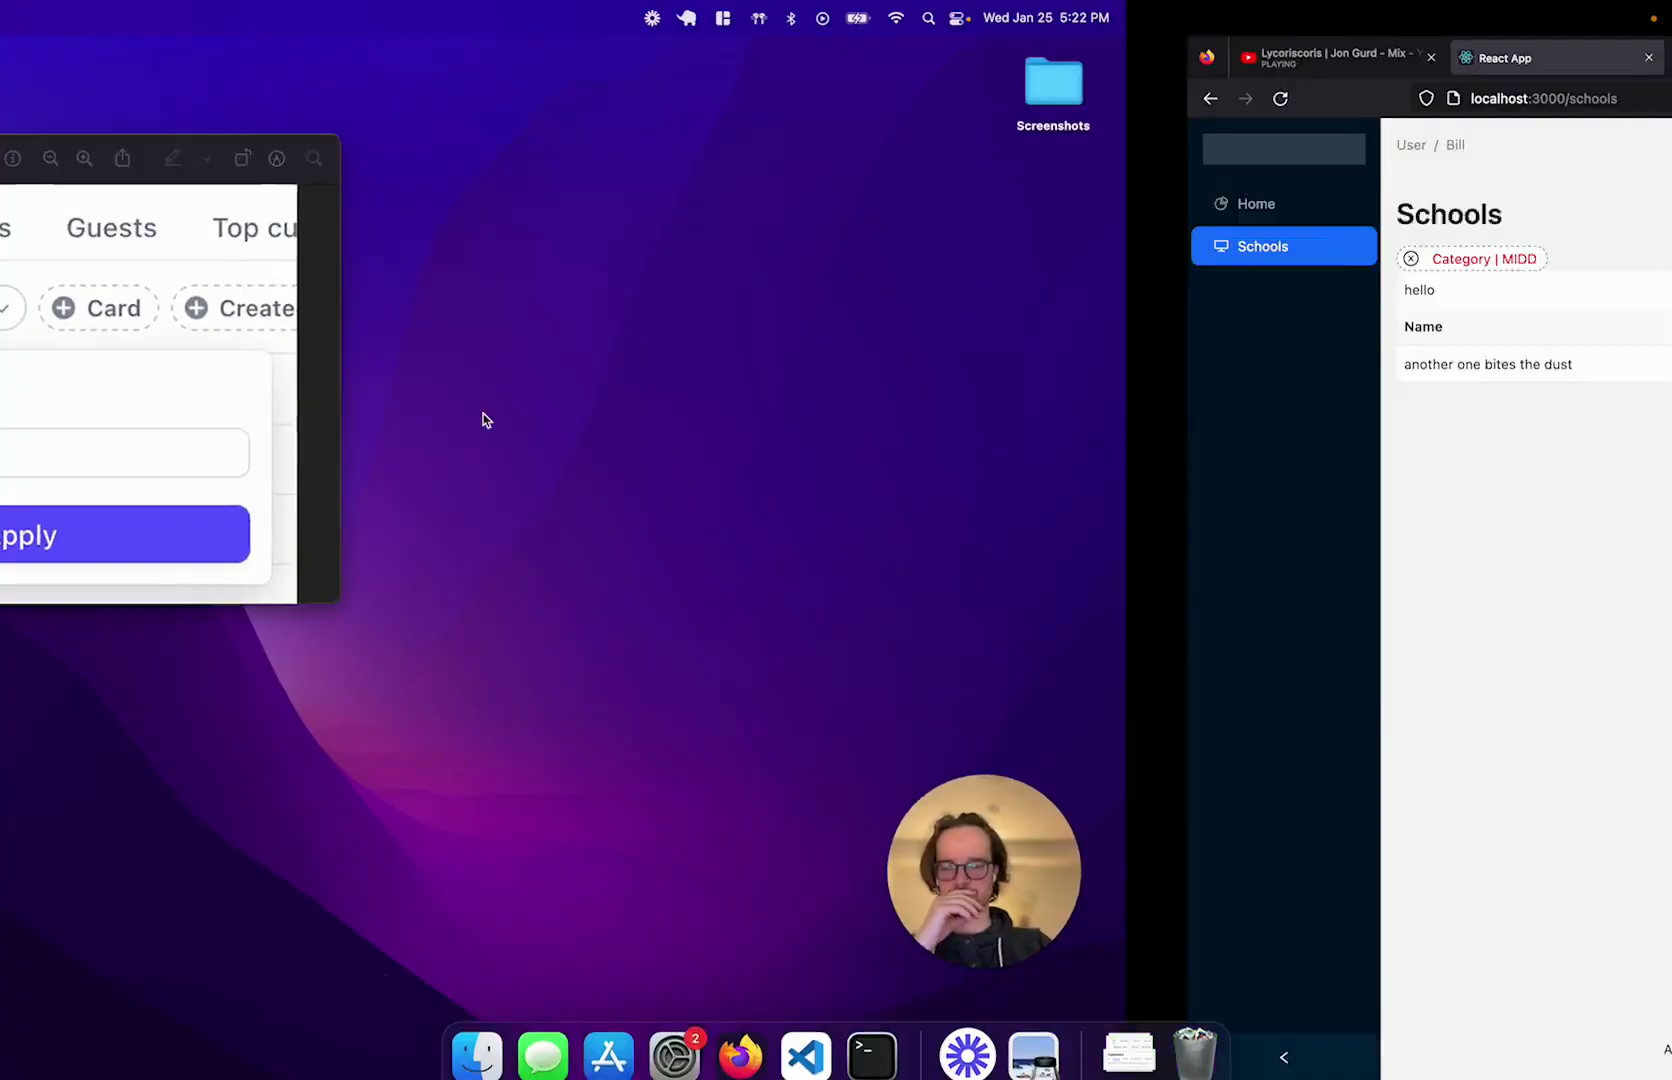 Wed Jan 25 5:22 PM
Screenshots
Guests
Top cu
Card
Create
pply
Lycoriscoris | Jon Gurd - Mix -
PLAYING
React App
localhost:3000/schools
User / Bill
Home
Schools
Schools
Category | MIDD
hello
Name
another one bites the dust
2